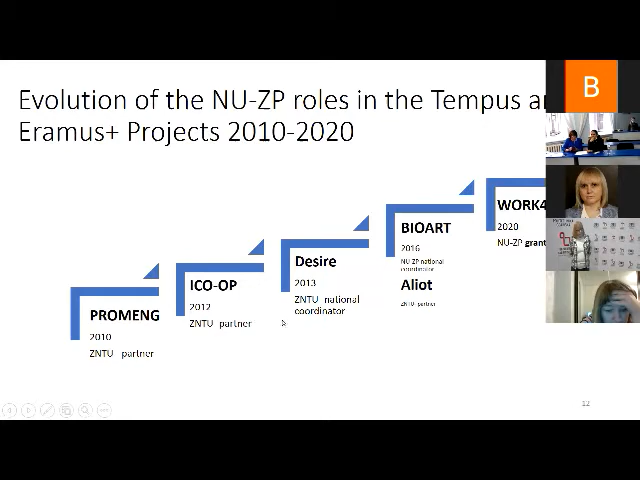 Evolution of the NU-ZP roles in the Tempus a
Eramus+ Projects 2010-2020
B
WORK4
2020
NU-ZP grant
BIOART
2016
NU-ZP national
coordinator
Aliot
ZNTU partner
Desire
2013
ZNTU national
coordinator
ICO-OP
2012
ZNTU partner
PROMENG
2010
ZNTU partner
12